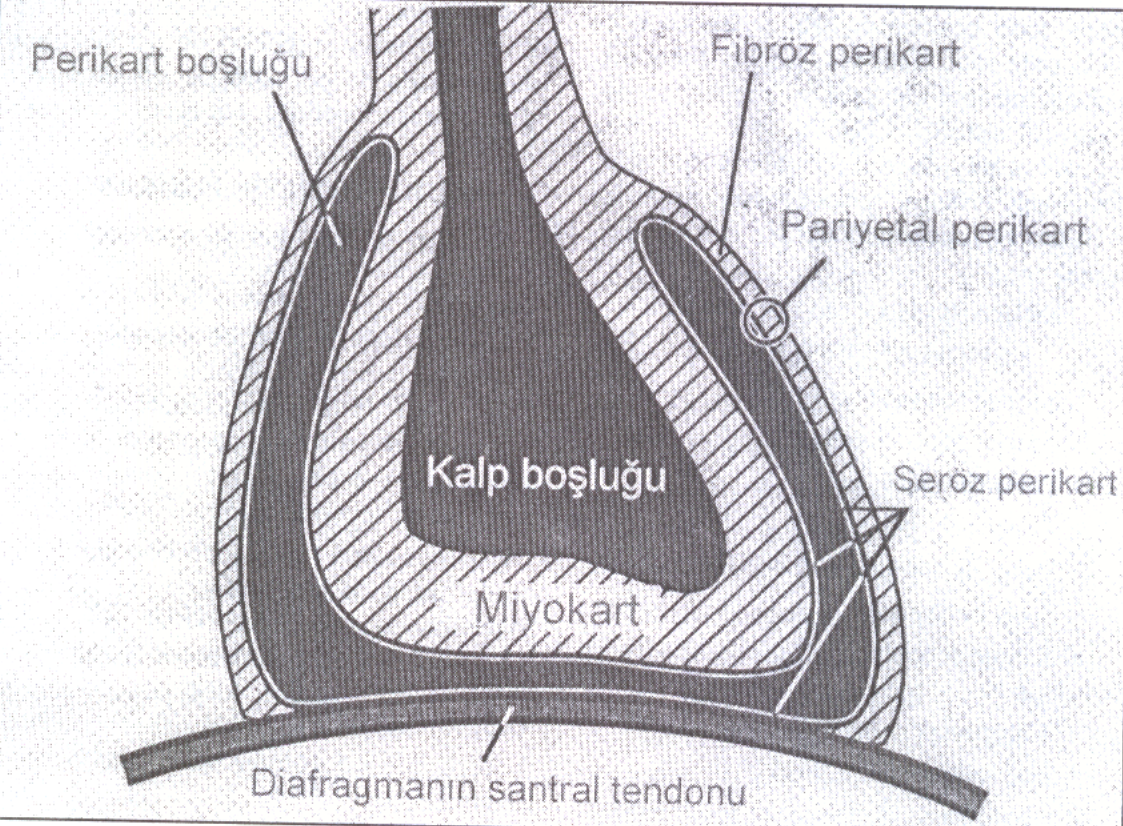 Perikart boşluğu
Fibröz perikart
Pariyetal perikart
Kalp boşluğu
Seröz perikart
Miyokart
Diafragmanın santral tendonu